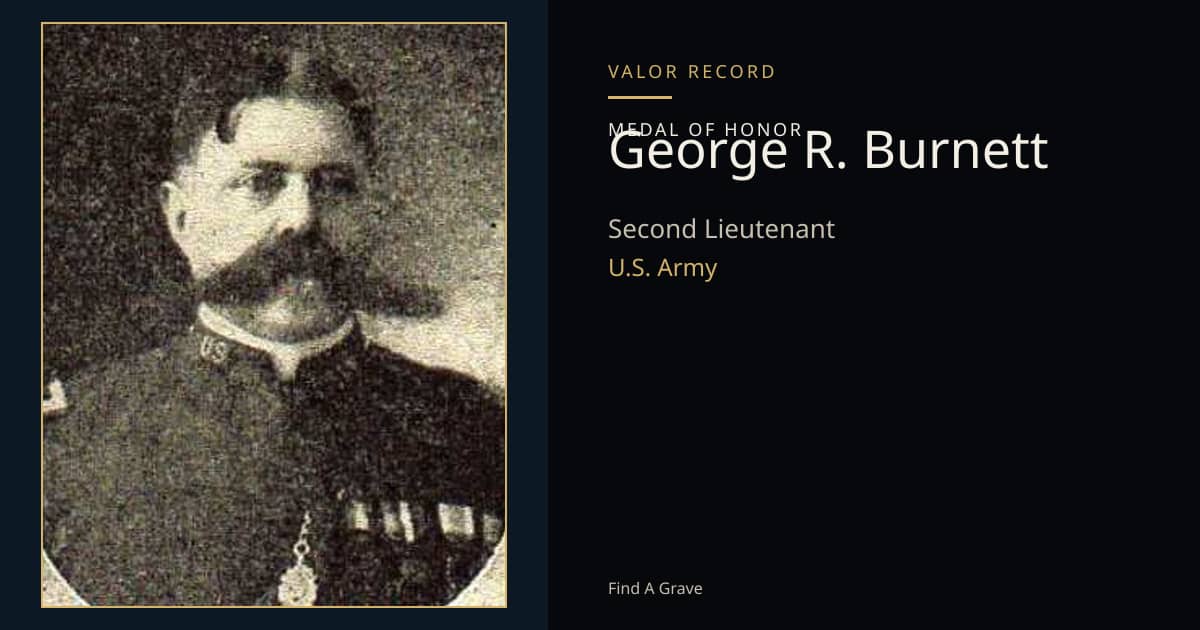 VALOR RECORD
MEDAL OF HONOR
George R. Burnett
Second Lieutenant
U.S. Army
Find A Grave
US